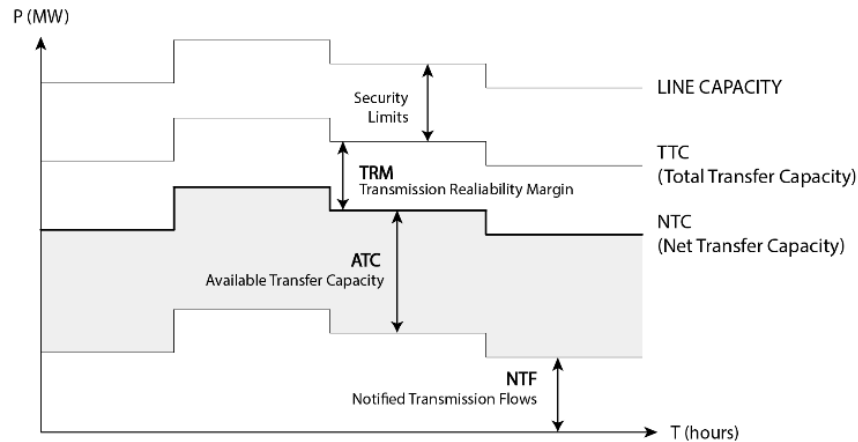 P (MW)
LINE CAPACITY
Security
Limits
TTC
(Total Transfer Capacity)
TRM
Transmission Realiability Margin
NTC
(Net Transfer Capacity)
ATC
Available Transfer Capacity
NTF
Notified Transmission Flows
T (hours)